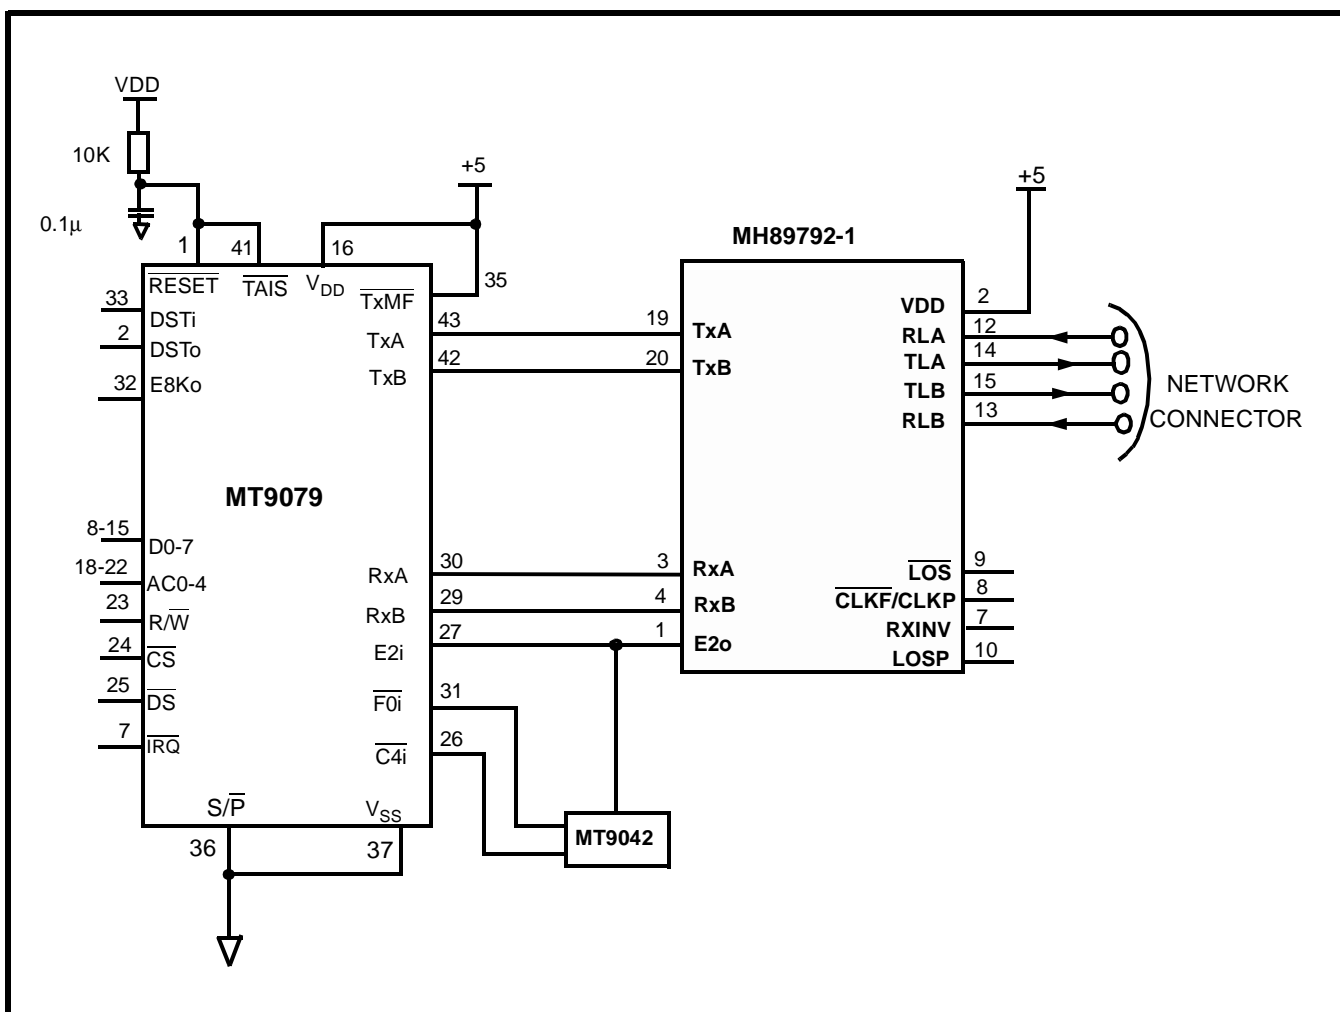 VDD
10K
0.1µ
+5
+5
MH89792-1
1
41
16
35
RESET
TAIS
VDD
TxMF
33
DSTi
2
DSTo
32
E8Ko
43
TxA
42
TxB
19
TxA
20
TxB
VDD
2
RLA
12
TLA
14
TLB
15
RLB
13
NETWORK
CONNECTOR
MT9079
8-15
D0-7
18-22
AC0-4
23
R/W
24
CS
25
DS
7
IRQ
RxA
30
RxB
29
E2i
27
F0i
31
C4i
26
3
RxA
4
RxB
1
E2o
LOS
9
CLKF/CLKP
8
RXINV
7
LOSP
10
S/P
VSS
36
37
MT9042